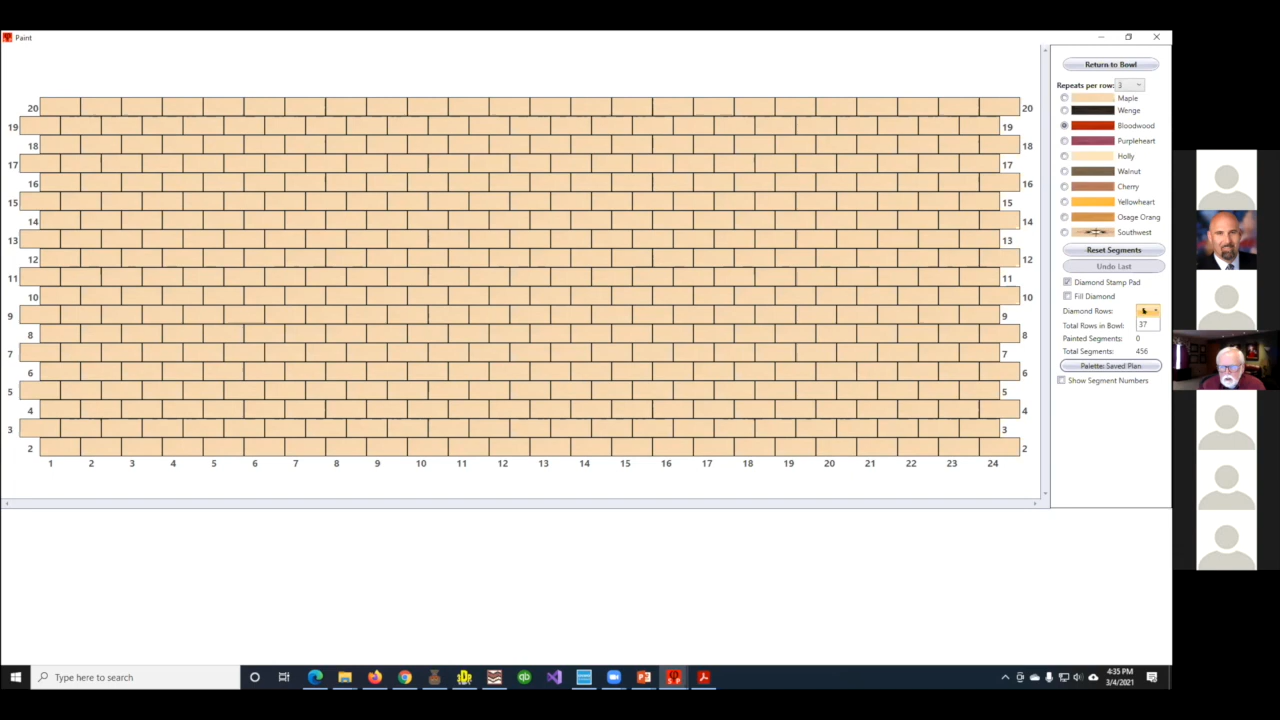 Paint
Return to Bowl
Repeats per row: 3
Maple
Wenge
Bloodwood
Purpleheart
Holly
Walnut
Cherry
Yellowheart
Osage Orang
Southwest
Reset Segments
Undo Last
Diamond Stamp Pad
Fill Diamond
Diamond Rows:
Total Rows in Bowl: 37
Painted Segments: 0
Total Segments: 456
Palette: Saved Plan
Show Segment Numbers
20 20
19 19
18 18
17 17
16 16
15 15
14 14
13 13
12 12
11 11
10 10
9 9
8 8
7 7
6 6
5 5
4 4
3 3
2 2
1 2 3 4 5 6 7 8 9 10 11 12 13 14 15 16 17 18 19 20 21 22 23 24
Type here to search
4:35 PM
3/4/2021